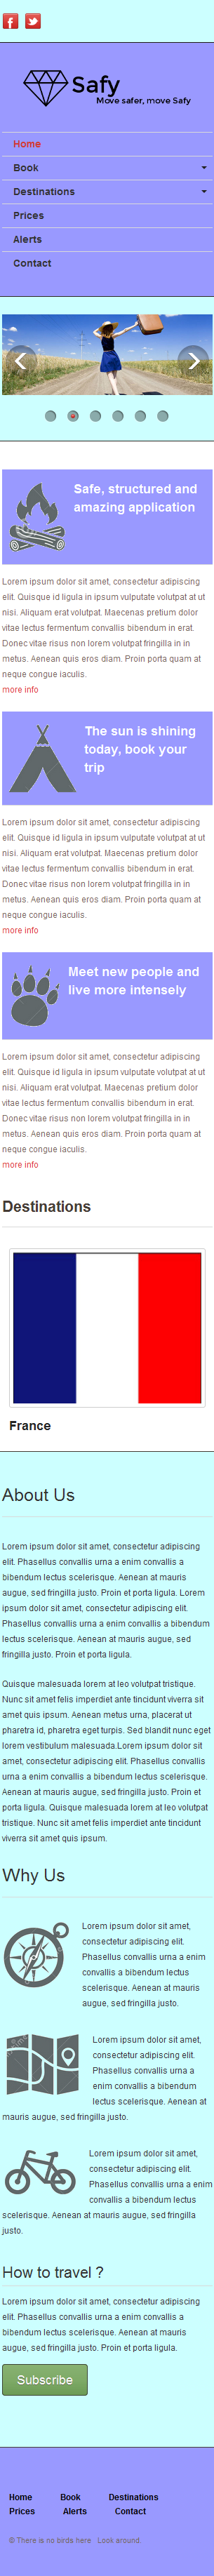 Safy
Move safer, move Safy
Home
Book
Destinations
Prices
Alerts
Contact
Safe, structured and
amazing application
Lorem ipsum dolor sit amet, consectetur adipiscing
elit. Quisque id ligula in ipsum vulputate volutpat at ut
nisi. Aliquam erat volutpat. Maecenas pretium dolor
vitae lectus fermentum convallis bibendum in erat.
Donec vitae risus non lorem volutpat fringilla in in
metus. Aenean quis eros diam. Proin porta quam at
neque congue iaculis.
more info
The sun is shining
today, book your
trip
Lorem ipsum dolor sit amet, consectetur adipiscing
elit. Quisque id ligula in ipsum vulputate volutpat at ut
nisi. Aliquam erat volutpat. Maecenas pretium dolor
vitae lectus fermentum convallis bibendum in erat.
Donec vitae risus non lorem volutpat fringilla in in
metus. Aenean quis eros diam. Proin porta quam at
neque congue iaculis.
more info
Meet new people and
live more intensely
Lorem ipsum dolor sit amet, consectetur adipiscing
elit. Quisque id ligula in ipsum vulputate volutpat at ut
nisi. Aliquam erat volutpat. Maecenas pretium dolor
vitae lectus fermentum convallis bibendum in erat.
Donec vitae risus non lorem volutpat fringilla in in
metus. Aenean quis eros diam. Proin porta quam at
neque congue iaculis.
more info
Destinations
France
About Us
Lorem ipsum dolor sit amet, consectetur adipiscing
elit. Phasellus convallis urna a enim convallis a
bibendum lectus scelerisque. Aenean at mauris
augue, sed fringilla justo. Proin et porta ligula. Lorem
ipsum dolor sit amet, consectetur adipiscing elit.
Phasellus convallis urna a enim convallis a bibendum
lectus scelerisque. Aenean at mauris augue, sed
fringilla justo. Proin et porta ligula.
Quisque malesuada lorem at leo volutpat tristique.
Nunc sit amet felis imperdiet ante tincidunt viverra sit
amet quis ipsum. Aenean metus urna, placerat ut
pharetra id, pharetra eget turpis. Sed blandit nunc eget
lorem vestibulum malesuada.Lorem ipsum dolor sit
amet, consectetur adipiscing elit. Phasellus convallis
urna a enim convallis a bibendum lectus scelerisque.
Aenean at mauris augue, sed fringilla justo. Proin et
porta ligula. Quisque malesuada lorem at leo volutpat
tristique. Nunc sit amet felis imperdiet ante tincidunt
viverra sit amet quis ipsum.
Why Us
Lorem ipsum dolor sit amet,
consectetur adipiscing elit.
Phasellus convallis urna a enim
convallis a bibendum lectus
scelerisque. Aenean at mauris
augue, sed fringilla justo.
Lorem ipsum dolor sit amet,
consectetur adipiscing elit.
Phasellus convallis urna a
enim convallis a bibendum
lectus scelerisque. Aenean at
mauris augue, sed fringilla justo.
Lorem ipsum dolor sit amet,
consectetur adipiscing elit.
Phasellus convallis urna a enim
convallis a bibendum lectus
scelerisque. Aenean at mauris augue, sed fringilla
justo.
How to travel ?
Lorem ipsum dolor sit amet, consectetur adipiscing
elit. Phasellus convallis urna a enim convallis a
bibendum lectus scelerisque. Aenean at mauris
augue, sed fringilla justo. Proin et porta ligula.
Subscribe
Home Book Destinations
Prices Alerts Contact
© There is no birds here Look around.